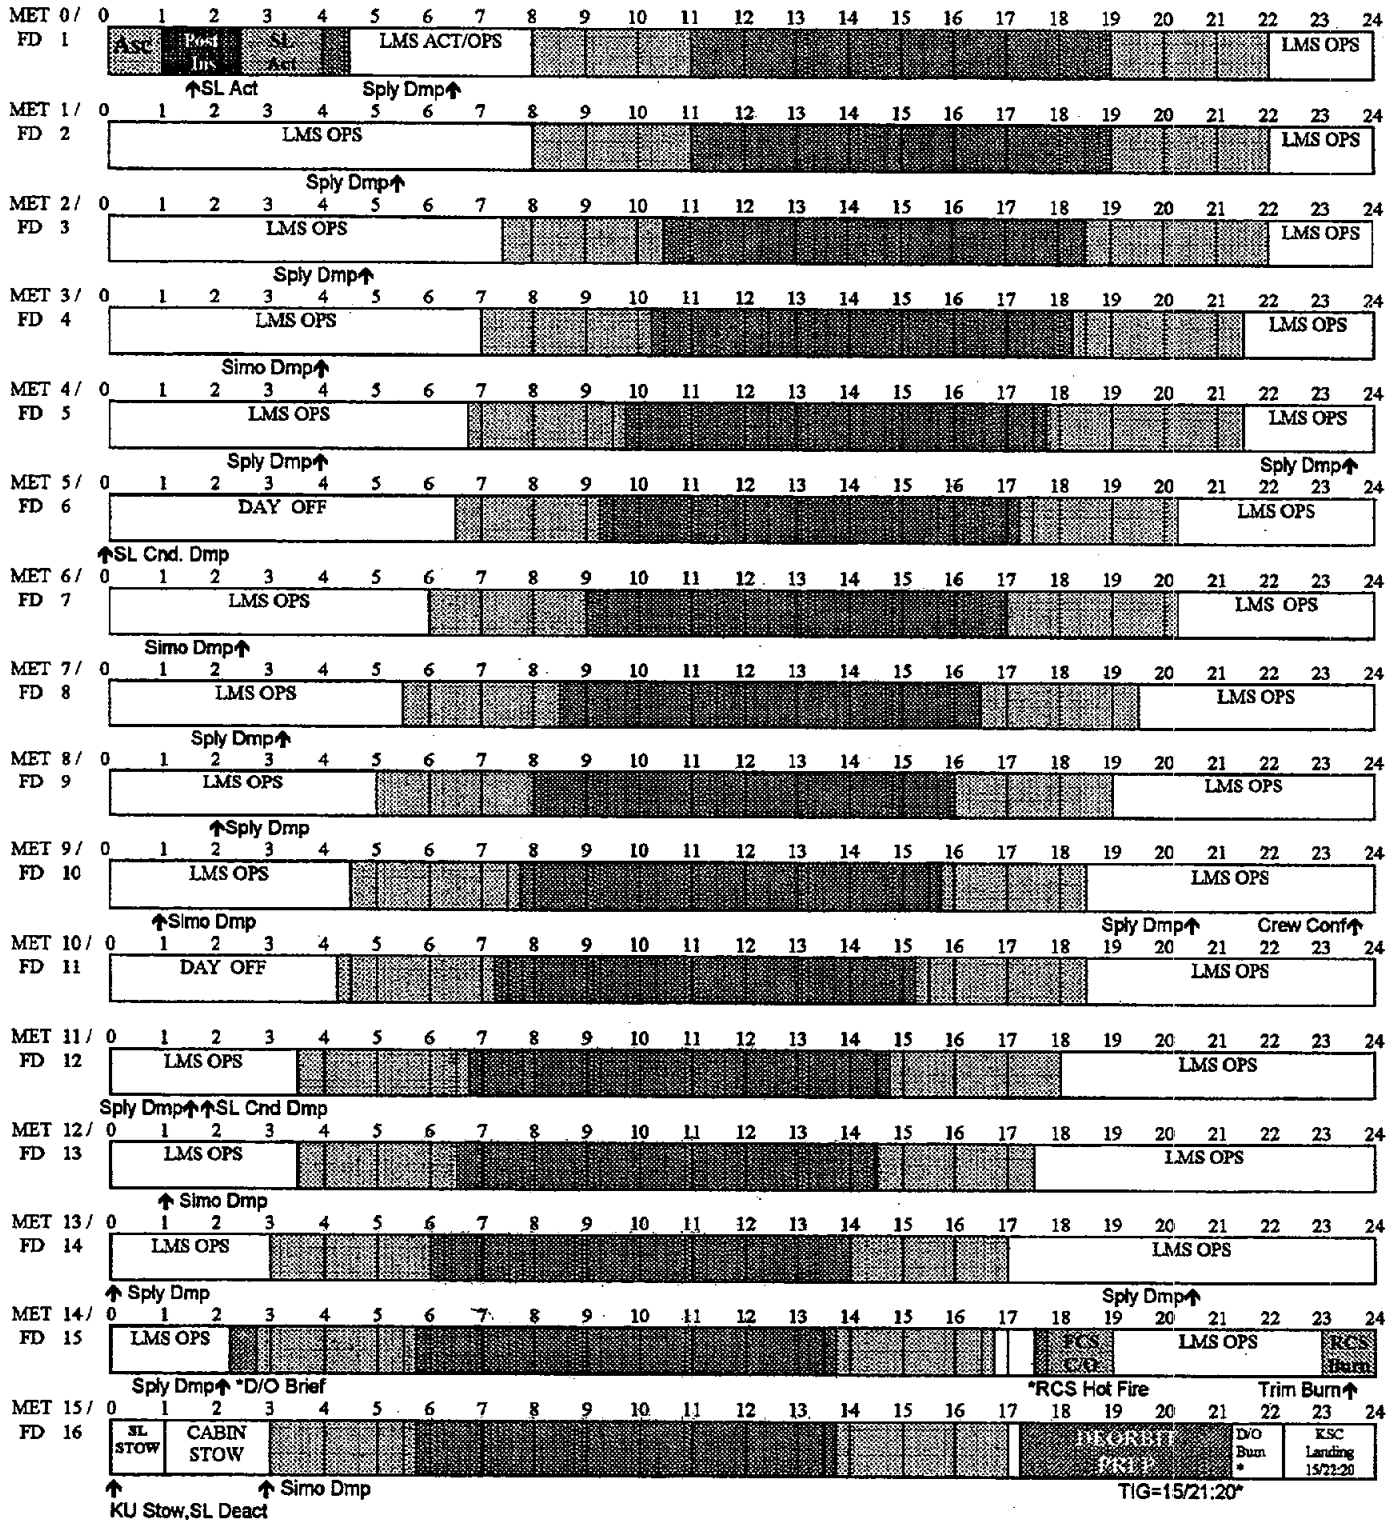 MET 0/ 0 1 2 3 4 5 6 7 8 9 10 11 12 13 14 15 16 17 18 19 20 21 22 23 24
FD 1 Asc Post Ins SL Act LMS ACT/OPS LMS OPS
↑SL Act Sply Dmp↑
MET 1/ 0 1 2 3 4 5 6 7 8 9 10 11 12 13 14 15 16 17 18 19 20 21 22 23 24
FD 2 LMS OPS LMS OPS
Sply Dmp↑
MET 2/ 0 1 2 3 4 5 6 7 8 9 10 11 12 13 14 15 16 17 18 19 20 21 22 23 24
FD 3 LMS OPS LMS OPS
Sply Dmp↑
MET 3/ 0 1 2 3 4 5 6 7 8 9 10 11 12 13 14 15 16 17 18 19 20 21 22 23 24
FD 4 LMS OPS LMS OPS
Simo Dmp↑
MET 4/ 0 1 2 3 4 5 6 7 8 9 10 11 12 13 14 15 16 17 18 19 20 21 22 23 24
FD 5 LMS OPS LMS OPS
Sply Dmp↑ Sply Dmp↑
MET 5/ 0 1 2 3 4 5 6 7 8 9 10 11 12 13 14 15 16 17 18 19 20 21 22 23 24
FD 6 DAY OFF LMS OPS
↑SL Cnd. Dmp
MET 6/ 0 1 2 3 4 5 6 7 8 9 10 11 12 13 14 15 16 17 18 19 20 21 22 23 24
FD 7 LMS OPS LMS OPS
Simo Dmp↑
MET 7/ 0 1 2 3 4 5 6 7 8 9 10 11 12 13 14 15 16 17 18 19 20 21 22 23 24
FD 8 LMS OPS LMS OPS
Sply Dmp↑
MET 8/ 0 1 2 3 4 5 6 7 8 9 10 11 12 13 14 15 16 17 18 19 20 21 22 23 24
FD 9 LMS OPS LMS OPS
↑Sply Dmp
MET 9/ 0 1 2 3 4 5 6 7 8 9 10 11 12 13 14 15 16 17 18 19 20 21 22 23 24
FD 10 LMS OPS LMS OPS
↑Simo Dmp Sply Dmp↑ Crew Conf↑
MET 10/ 0 1 2 3 4 5 6 7 8 9 10 11 12 13 14 15 16 17 18 19 20 21 22 23 24
FD 11 DAY OFF LMS OPS
MET 11/ 0 1 2 3 4 5 6 7 8 9 10 11 12 13 14 15 16 17 18 19 20 21 22 23 24
FD 12 LMS OPS LMS OPS
Sply Dmp↑↑SL Cnd Dmp
MET 12/ 0 1 2 3 4 5 6 7 8 9 10 11 12 13 14 15 16 17 18 19 20 21 22 23 24
FD 13 LMS OPS LMS OPS
↑ Simo Dmp
MET 13/ 0 1 2 3 4 5 6 7 8 9 10 11 12 13 14 15 16 17 18 19 20 21 22 23 24
FD 14 LMS OPS LMS OPS
↑ Sply Dmp Sply Dmp↑
MET 14/ 0 1 2 3 4 5 6 7 8 9 10 11 12 13 14 15 16 17 18 19 20 21 22 23 24
FD 15 LMS OPS FCS C/O LMS OPS RCS Burn
Sply Dmp↑ *D/O Brief *RCS Hot Fire Trim Burn↑
MET 15/ 0 1 2 3 4 5 6 7 8 9 10 11 12 13 14 15 16 17 18 19 20 21 22 23 24
FD 16 SL STOW CABIN STOW DEORBIT PREP D/O Burn * KSC Landing 15/22:20
↑ ↑ Simo Dmp TIG=15/21:20*
KU Stow,SL Deact